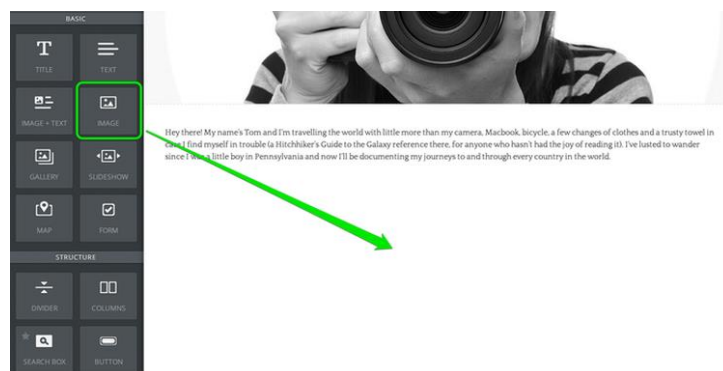 BASIC
TITLE
TEXT
IMAGE + TEXT
IMAGE
GALLERY
SLIDESHOW
MAP
FORM
STRUCTURE
DIVIDER
COLUMNS
SEARCH BOX
BUTTON
Hey there! My name's Tom and I'm travelling the world with little more than my camera, Macbook, bicycle, a few changes of clothes and a trusty towel in
case I find myself in trouble (a Hitchhiker's Guide to the Galaxy reference there, for anyone who hasn't had the joy of reading it). I've lusted to wander
since I was a little boy in Pennsylvania and now I'll be documenting my journeys to and through every country in the world.